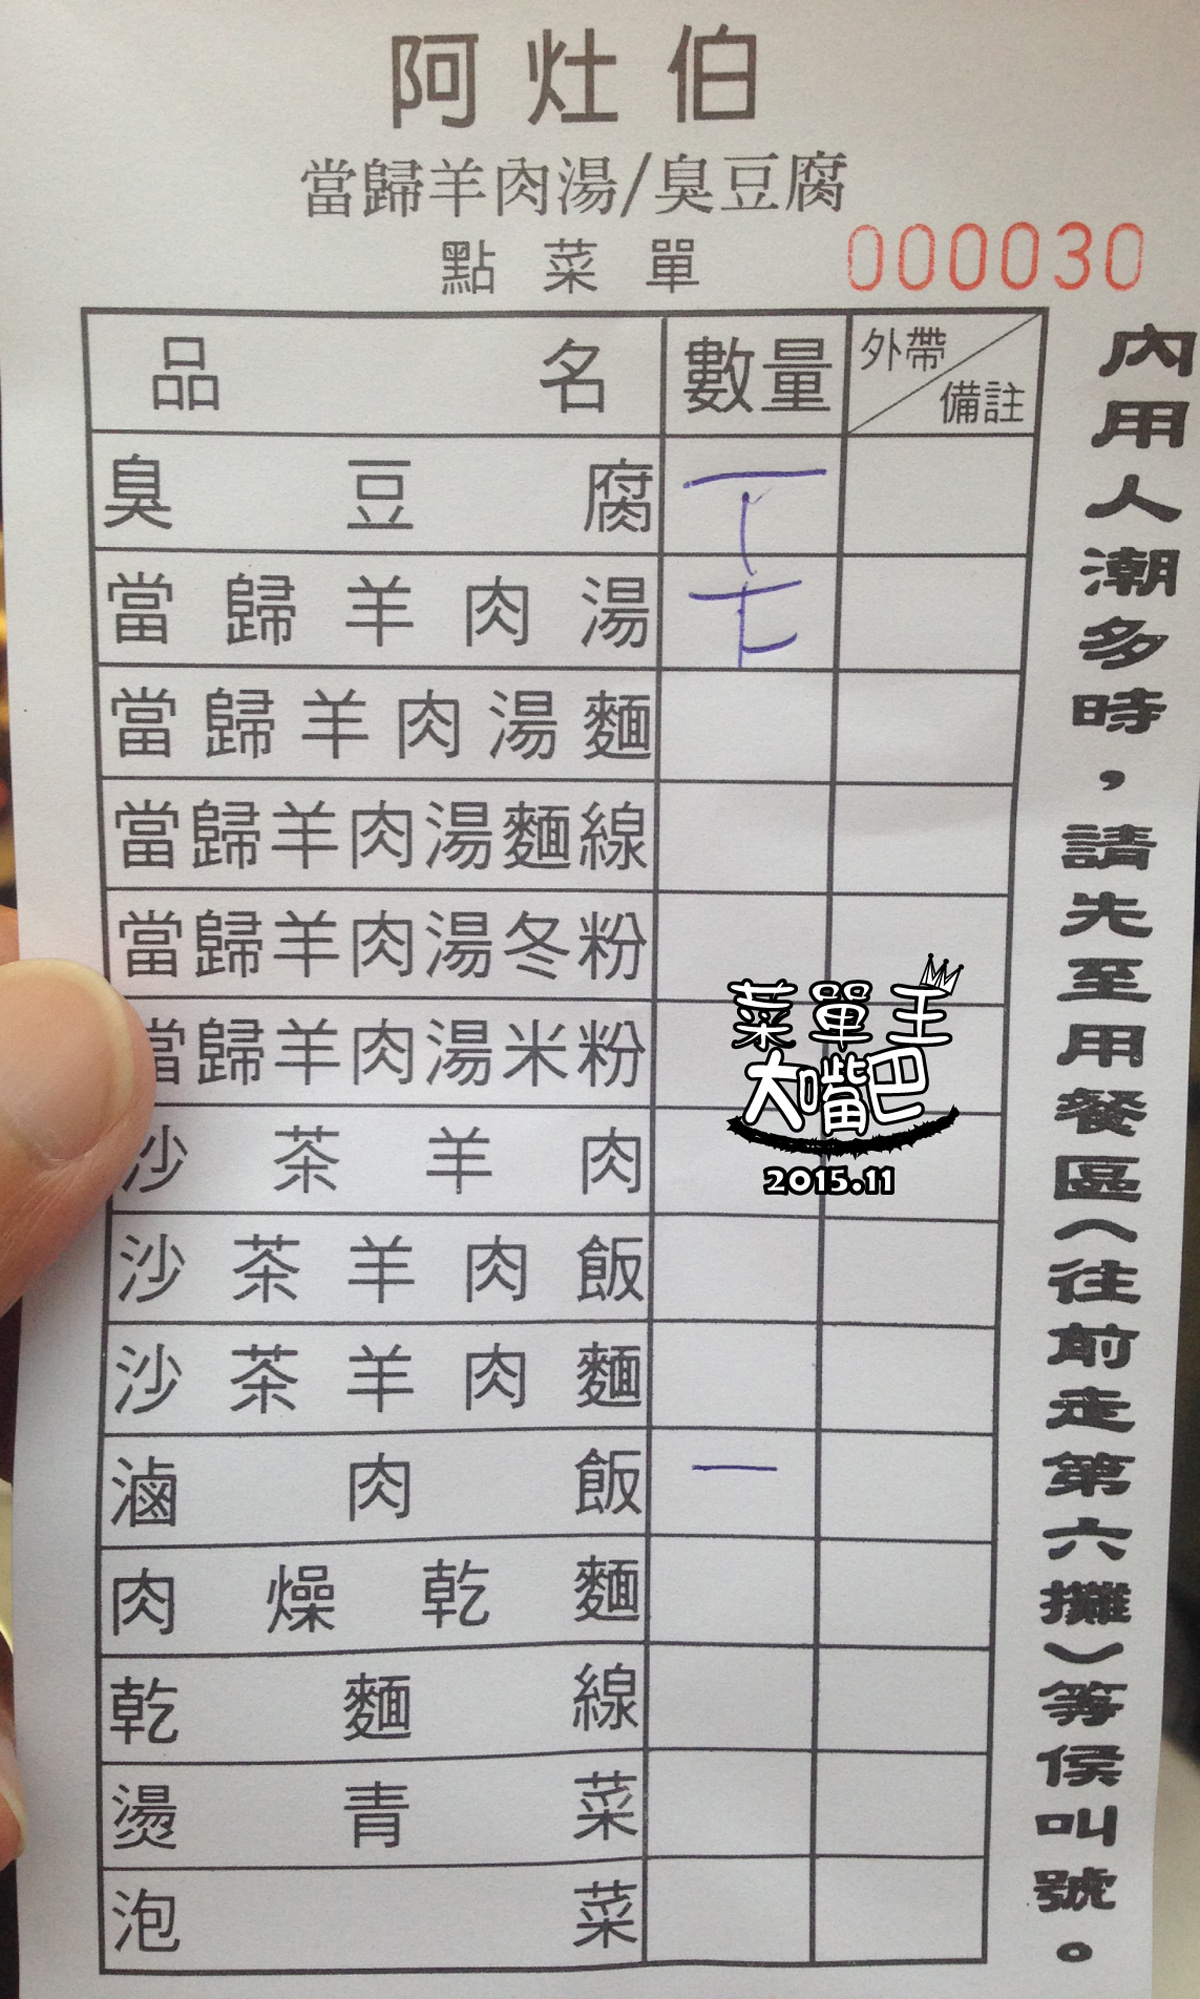 阿灶伯
當歸羊肉湯/臭豆腐
點菜單
000030
品名 數量 外帶 備註
臭豆腐 丅
當歸羊肉湯
當歸羊肉湯麵
當歸羊肉湯麵線
當歸羊肉湯冬粉
當歸羊肉湯米粉
沙茶羊肉
沙茶羊肉飯
沙茶羊肉麵
滷肉飯 一
肉燥乾麵
乾麵線
燙青菜
泡菜
內用人潮多時，請先至用餐區(往前走第六攤)等侯叫號。
菜單王
大嘴巴
2015.11